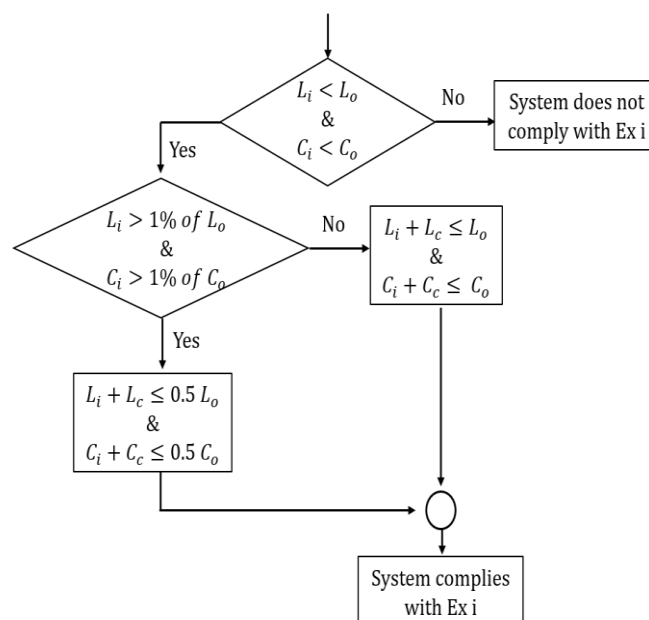 L_i < L_o
&
C_i < C_o
No
System does not
comply with Ex i
Yes
L_i > 1% of L_o
&
C_i > 1% of C_o
No
L_i + L_c ≤ L_o
&
C_i + C_c ≤ C_o
Yes
L_i + L_c ≤ 0.5 L_o
&
C_i + C_c ≤ 0.5 C_o
System complies
with Ex i